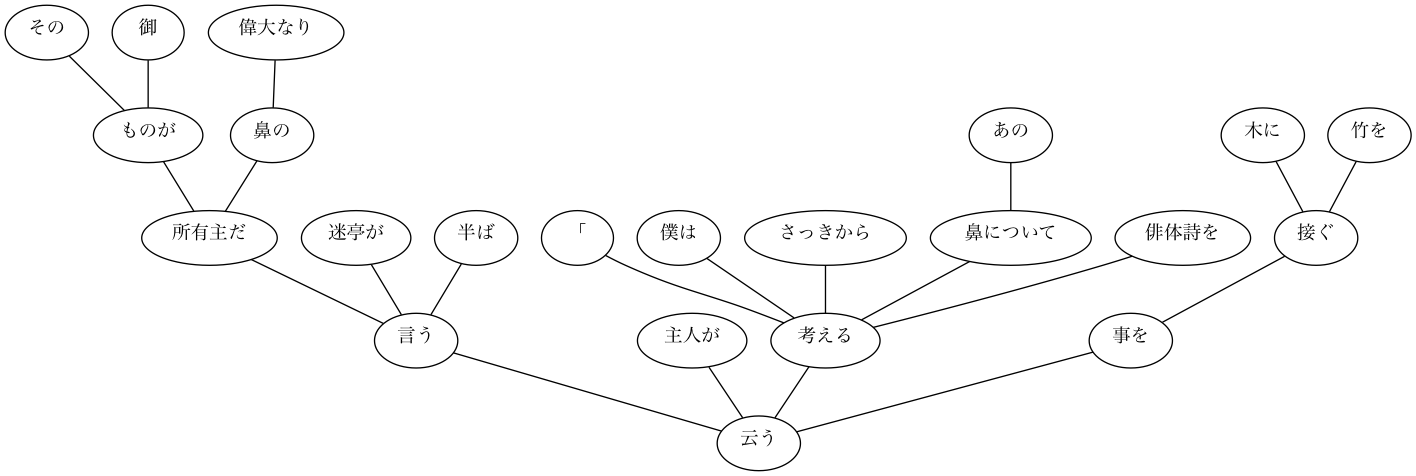 その 御 偉大なり
ものが 鼻の あの 木に 竹を
所有主だ 迷亭が 半ば 「 僕は さっきから 鼻について 俳体詩を 接ぐ
言う 主人が 考える 事を
云う